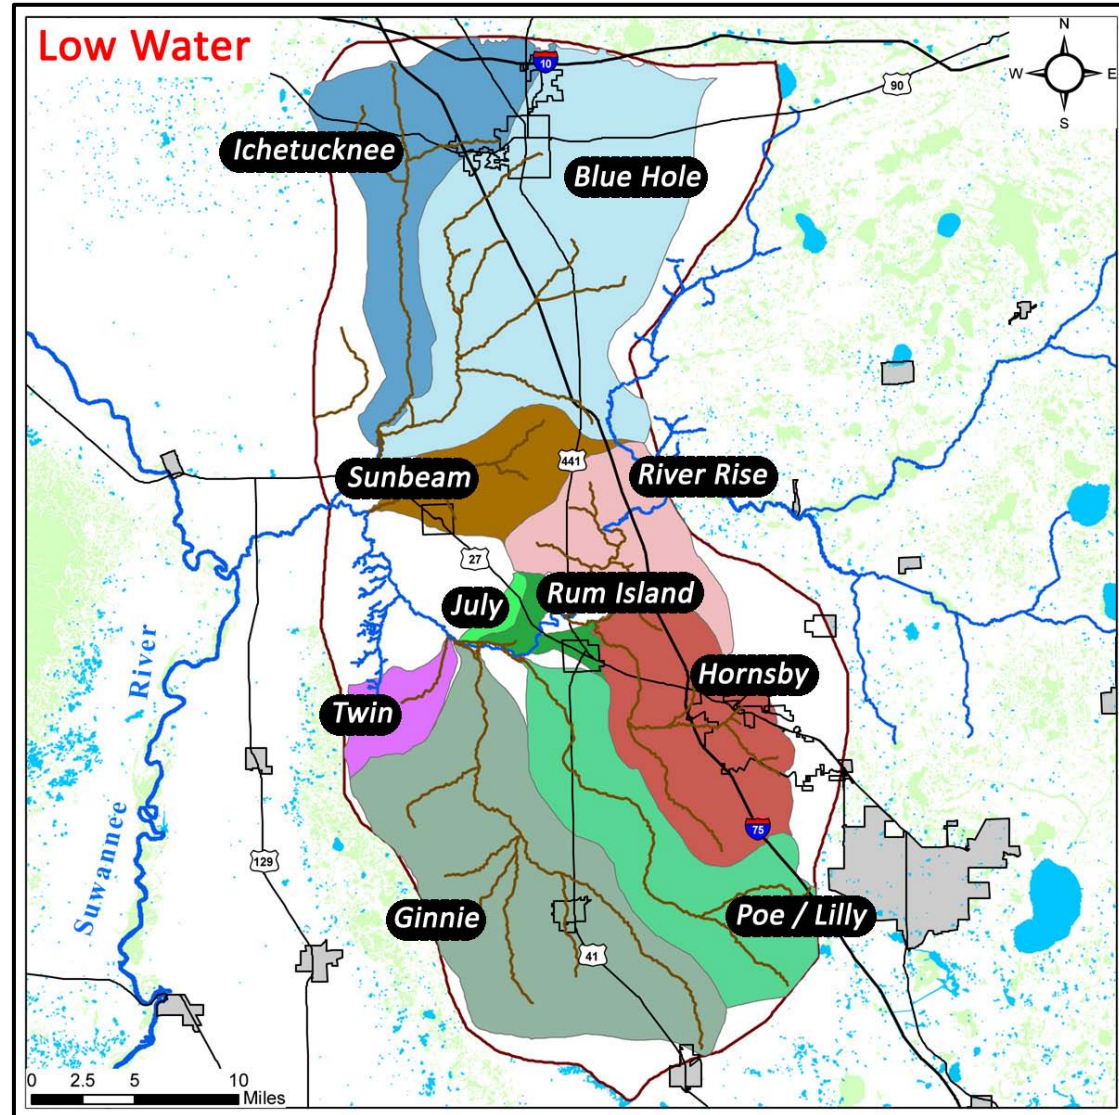 Low Water
N
W
E
S
10
90
Ichetucknee
Blue Hole
441
Sunbeam
River Rise
27
July
Rum Island
Hornsby
Twin
Suwannee River
75
129
Ginnie
Poe / Lilly
41
0 2.5 5 10
Miles